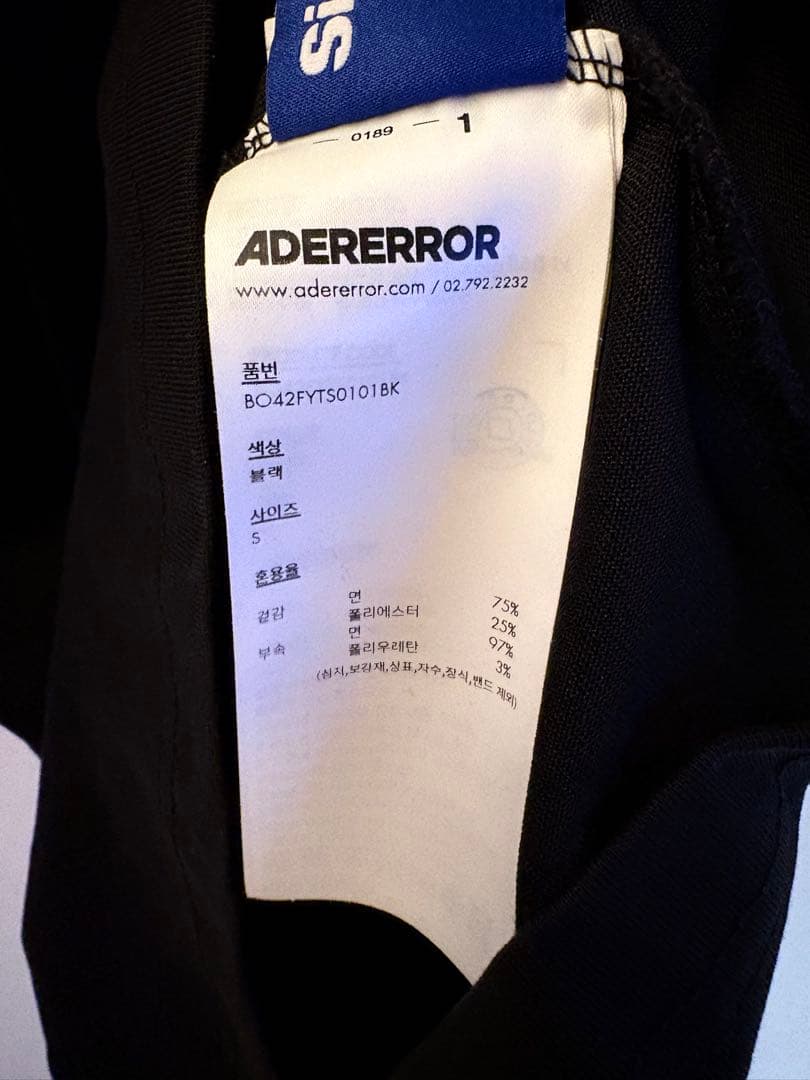 Si
— 0189 — 1
ADERERROR
www.adererror.com / 02.792.2232
품번
BO42FYTS0101BK
색상
블랙
사이즈
S
혼용율
겉감 면 75%
폴리에스터 25%
부속 면 97%
폴리우레탄 3%
(심지,보강재,상표,자수,장식,밴드 제외)